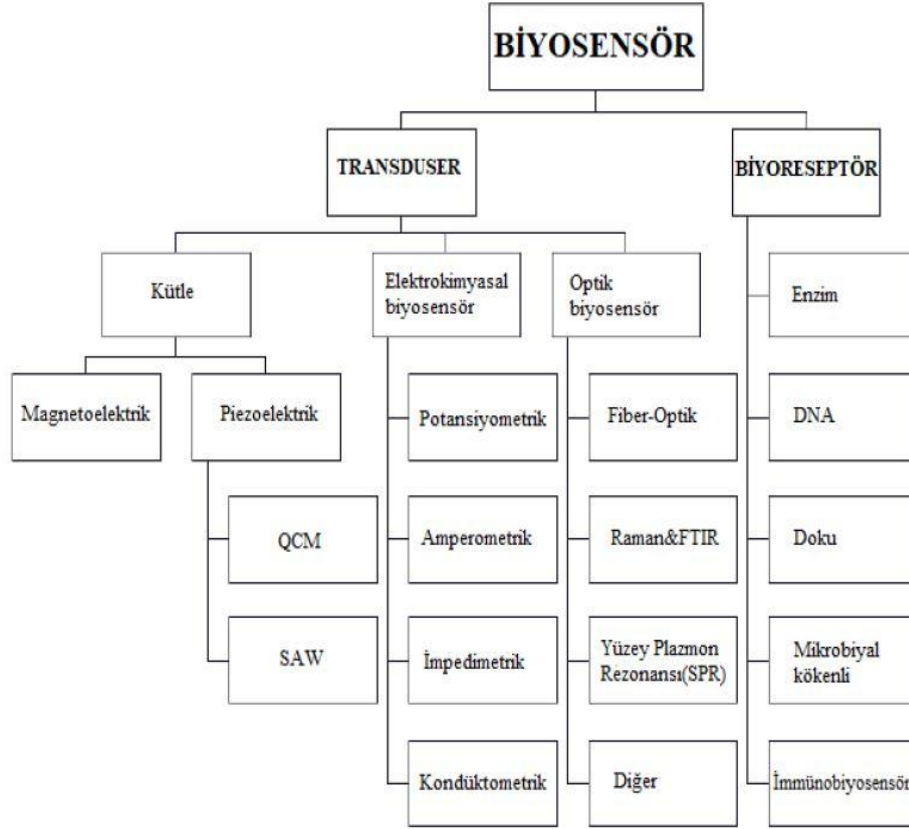 BİYOSENSÖR
TRANSDUSER
BİYORESEPTÖR
Kütle
Elektrokimyasal
biyosensör
Optik
biyosensör
Enzim
Magnetoelektrik
Piezoelektrik
Potansiyometrik
Fiber-Optik
DNA
QCM
Amperometrik
Raman&FTIR
Doku
SAW
İmpedimetrik
Yüzey Plazmon
Rezonansı(SPR)
Mikrobiyal
kökenli
Kondüktometrik
Diğer
İmmünobiyosensör